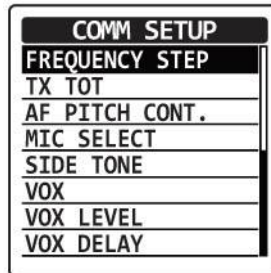 COMM SETUP
FREQUENCY STEP
TX TOT
AF PITCH CONT.
MIC SELECT
SIDE TONE
VOX
VOX LEVEL
VOX DELAY